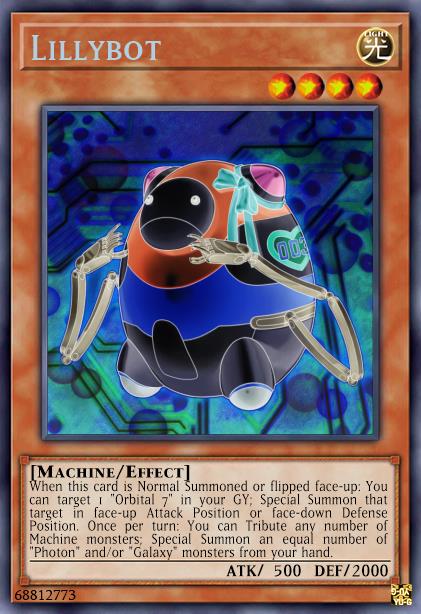 LILLYBOT
LIGHT
光
003
[MACHINE/EFFECT]
When this card is Normal Summoned or flipped face-up: You
can target 1 "Orbital 7" in your GY; Special Summon that
target in face-up Attack Position or face-down Defense
Position. Once per turn: You can Tribute any number of
Machine monsters; Special Summon an equal number of
"Photon" and/or "Galaxy" monsters from your hand.
ATK/ 500 DEF/2000
68812773